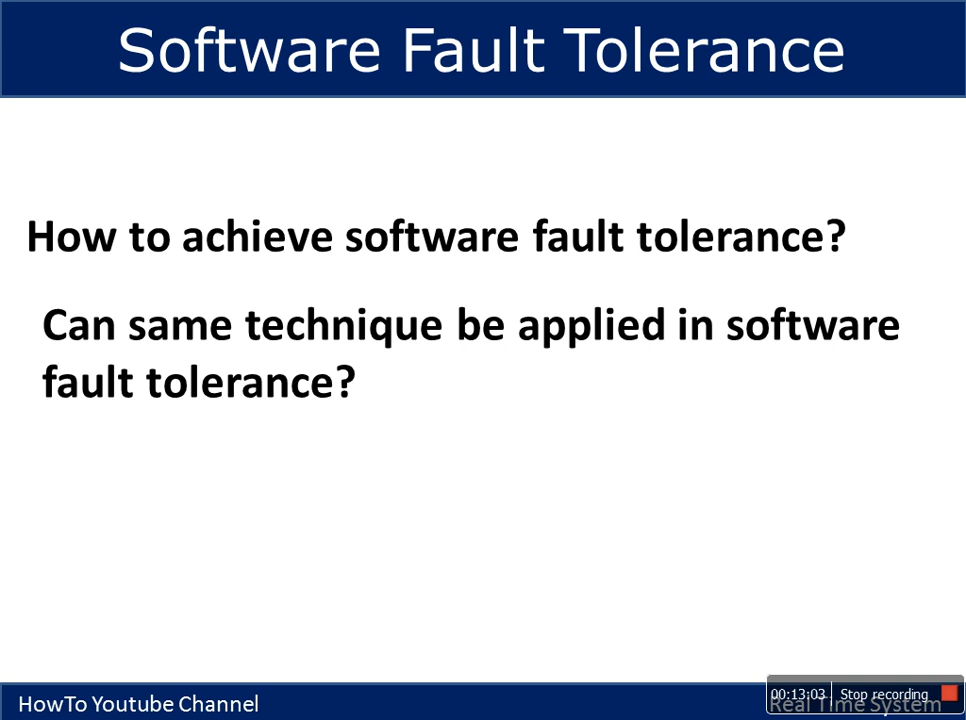 Software Fault Tolerance
How to achieve software fault tolerance?
Can same technique be applied in software
fault tolerance?
HowTo Youtube Channel
00:13:03 Stop recording
Real Time System